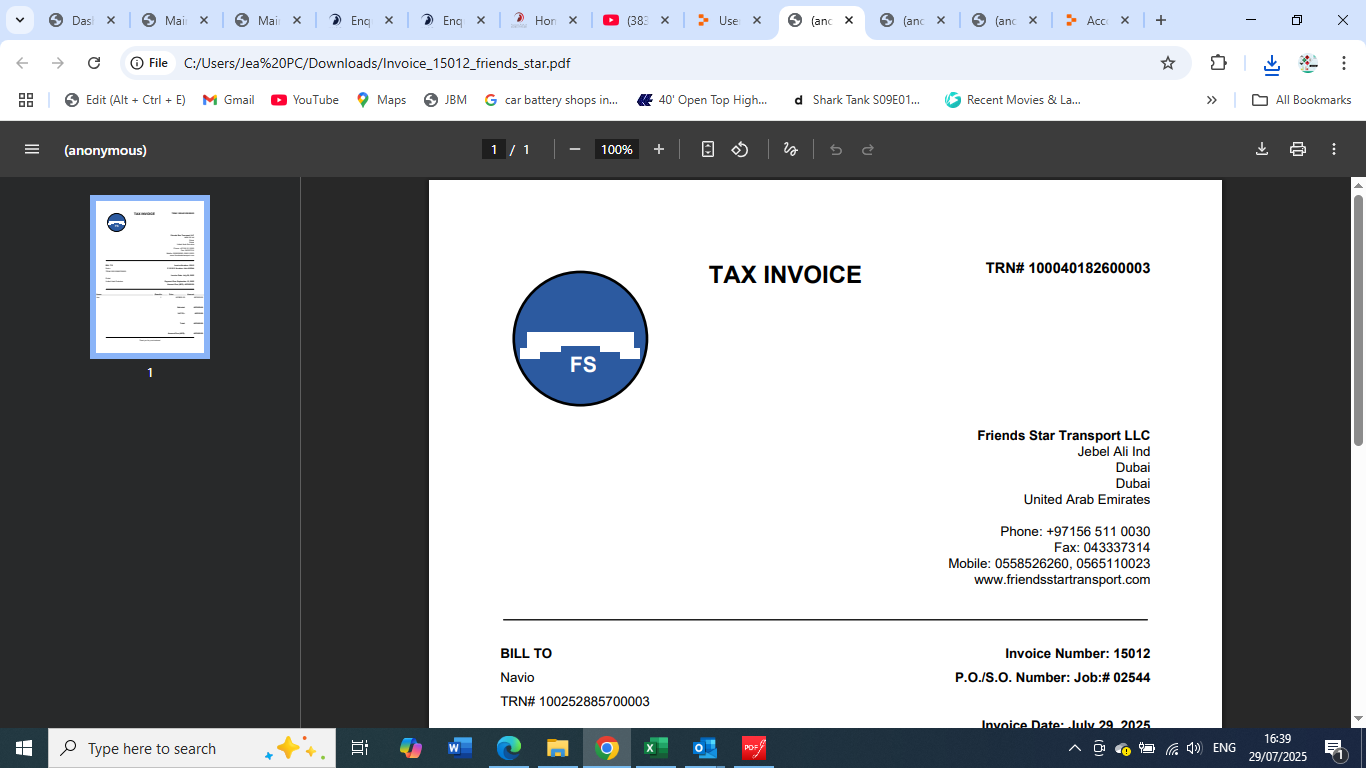 Das
Mai
Mai
Enq
Enq
Hon
(383
Use
(anc
(anc
(anc
Acc
File
C:/Users/Jea%20PC/Downloads/Invoice_15012_friends_star.pdf
Edit (Alt + Ctrl + E)
Gmail
YouTube
Maps
JBM
car battery shops in...
40' Open Top High...
Shark Tank S09E01...
Recent Movies & La...
All Bookmarks
(anonymous)
1 / 1
100%
TAX INVOICE
TRN# 100040182600003
FS
1
Friends Star Transport LLC
Jebel Ali Ind
Dubai
Dubai
United Arab Emirates
Phone: +97156 511 0030
Fax: 043337314
Mobile: 0558526260, 0565110023
www.friendsstartransport.com
BILL TO
Invoice Number: 15012
Navio
P.O./S.O. Number: Job:# 02544
TRN# 100252885700003
Invoice Date: July 29, 2025
Type here to search
ENG
16:39
29/07/2025
1